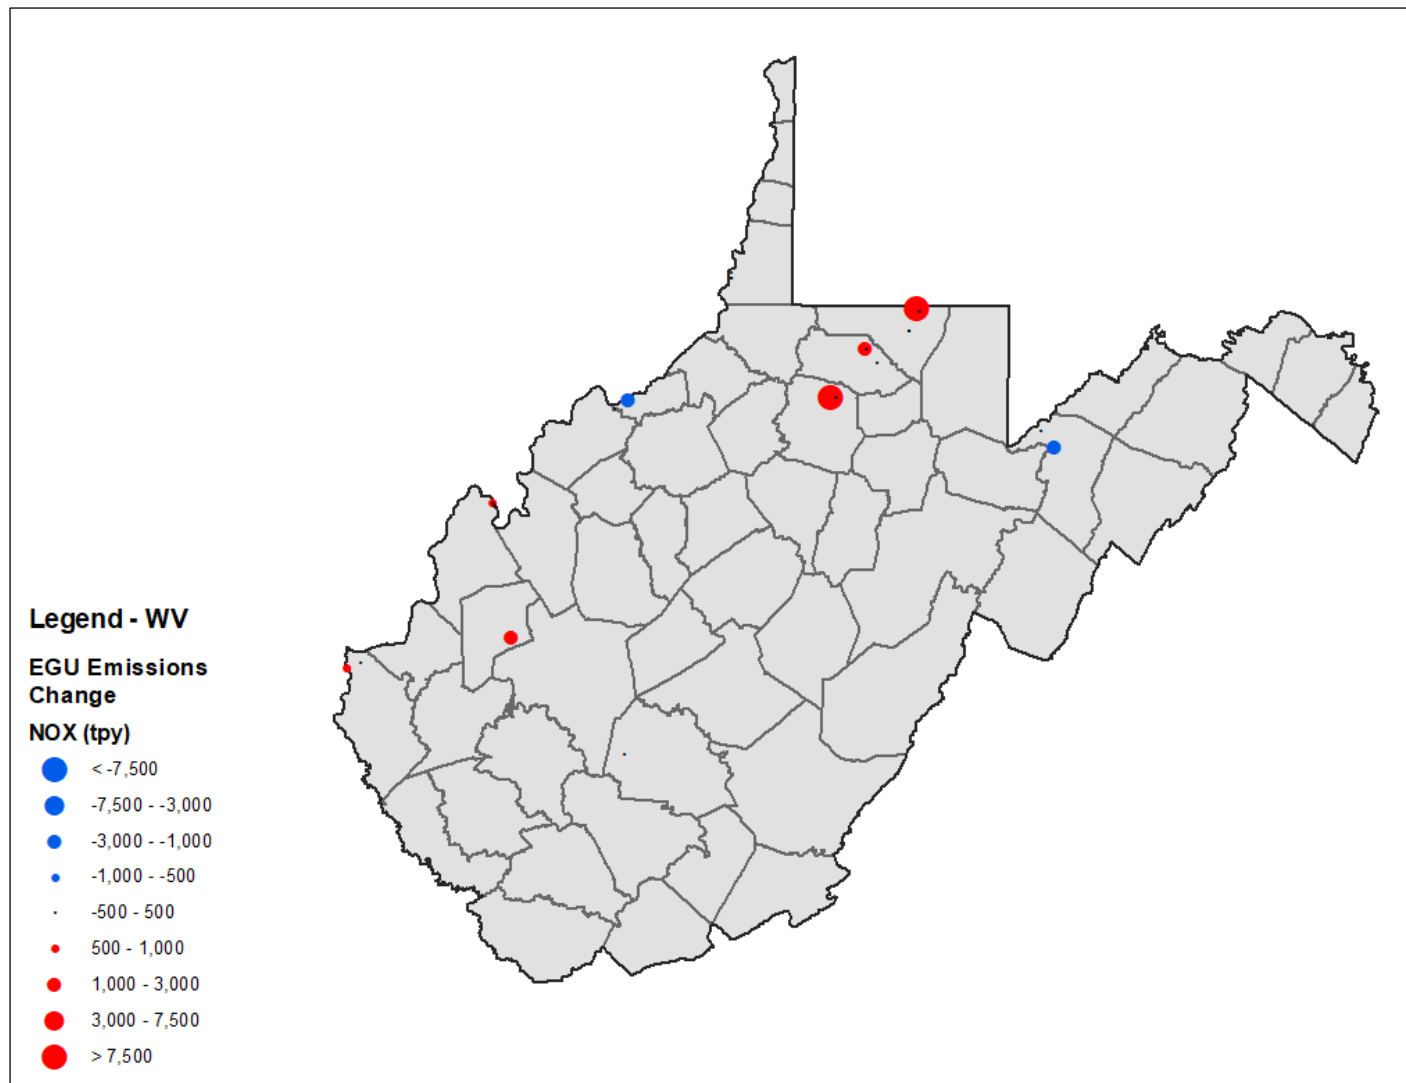 Legend - WV
EGU Emissions
Change
NOX (tpy)
< -7,500
-7,500 - -3,000
-3,000 - -1,000
-1,000 - -500
-500 - 500
500 - 1,000
1,000 - 3,000
3,000 - 7,500
> 7,500